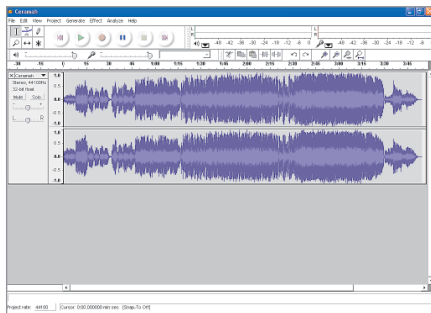 Ceramsh
File Edit View Project Generate Effect Analyze Help
L
R
L
R
-48 -42 -36 -30 -24 -18 -12 -6 0
-48 -42 -36 -30 -24 -18 -12 -6
-30 -15 0 15 30 45 1:00 1:15 1:30 1:45 2:00 2:15 2:30 2:45 3:00 3:15 3:30 3:45
Ceramsh
Stereo, 44100Hz
32-bit float
Mute Solo
- +
L R
1.0
0.5
0.0
-0.5
-1.0
1.0
0.5
0.0
-0.5
-1.0
Project rate: 44100 Cursor: 0:00.000000 min:sec [Snap-To Off]